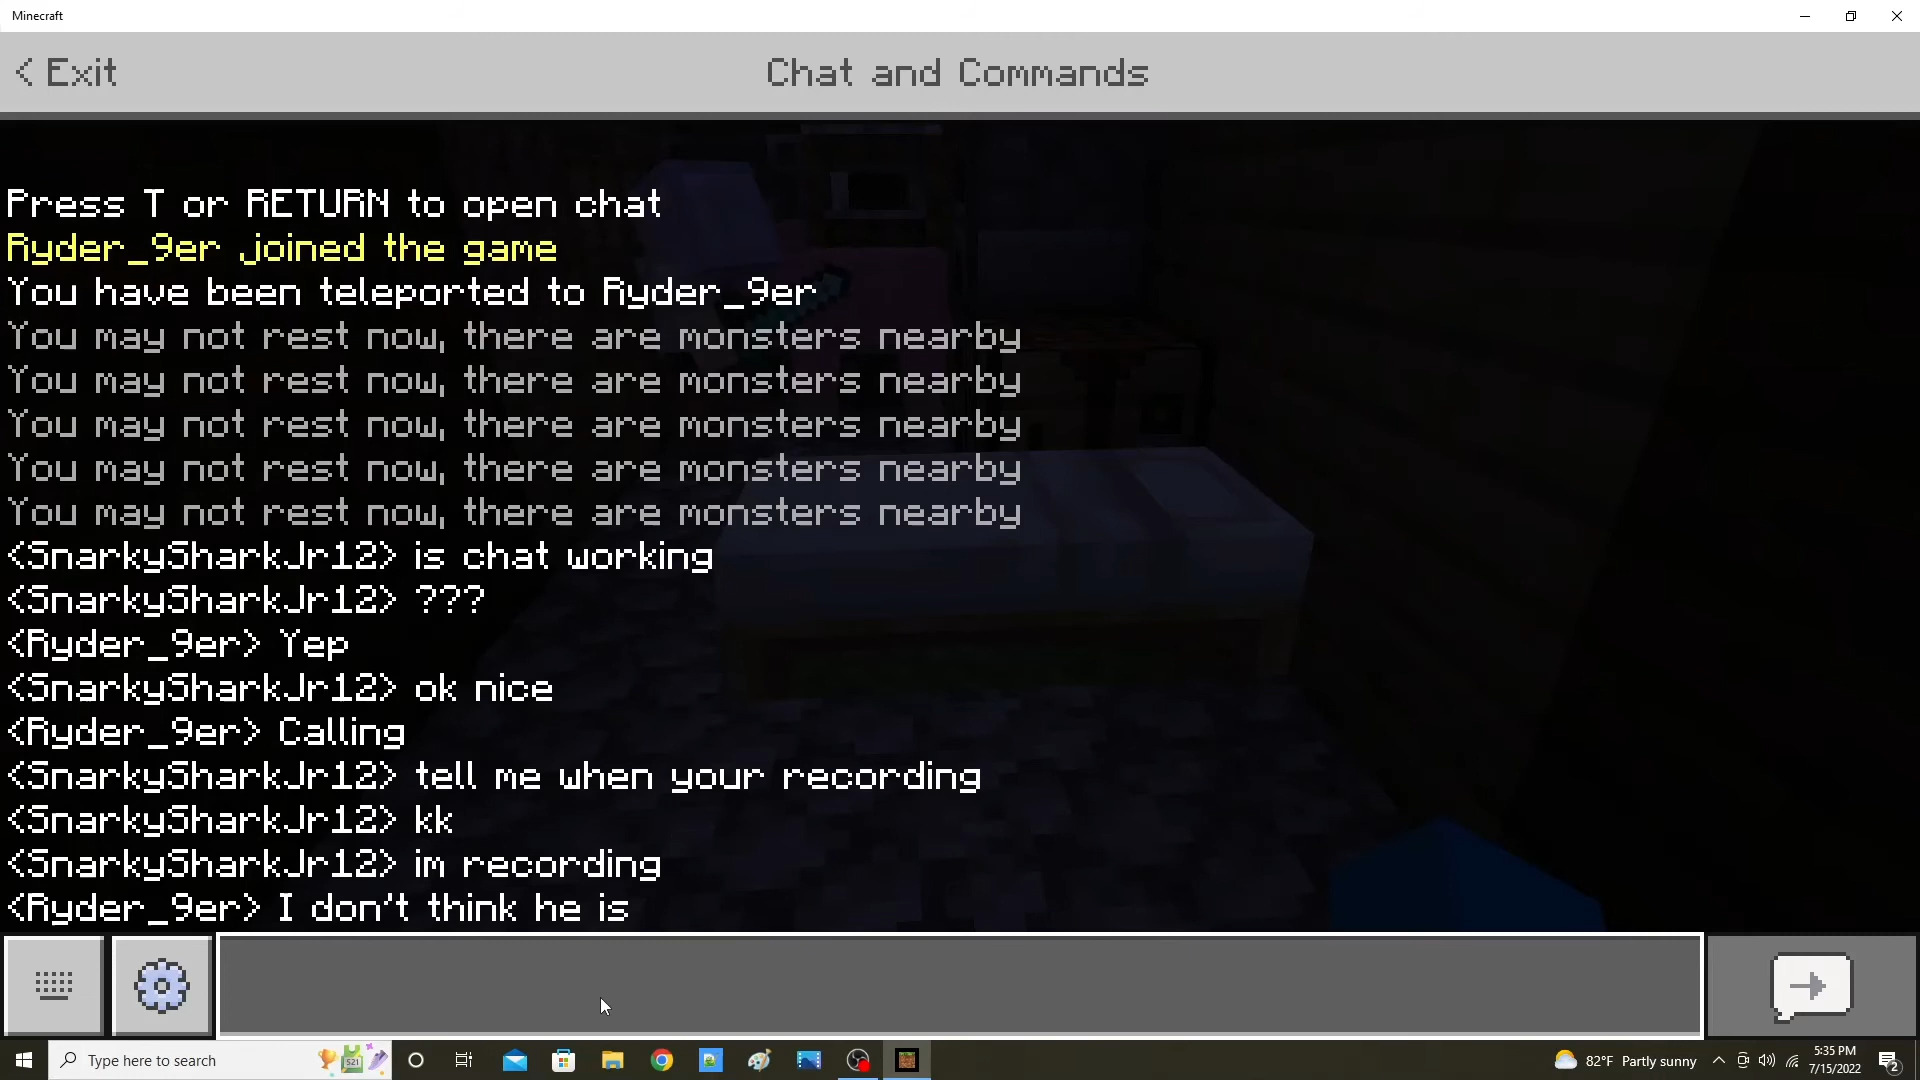 Minecraft
< Exit
Chat and Commands
Press T or RETURN to open chat
Ryder_9er joined the game
You have been teleported to Ryder_9er
You may not rest now, there are monsters nearby
You may not rest now, there are monsters nearby
You may not rest now, there are monsters nearby
You may not rest now, there are monsters nearby
You may not rest now, there are monsters nearby
<SnarkySharkJr12> is chat working
<SnarkySharkJr12> ???
<Ryder_9er> Yep
<SnarkySharkJr12> ok nice
<Ryder_9er> Calling
<SnarkySharkJr12> tell me when your recording
<SnarkySharkJr12> kk
<SnarkySharkJr12> im recording
<Ryder_9er> I don't think he is
Type here to search
521
82°F Partly sunny
5:35 PM
7/15/2022
2